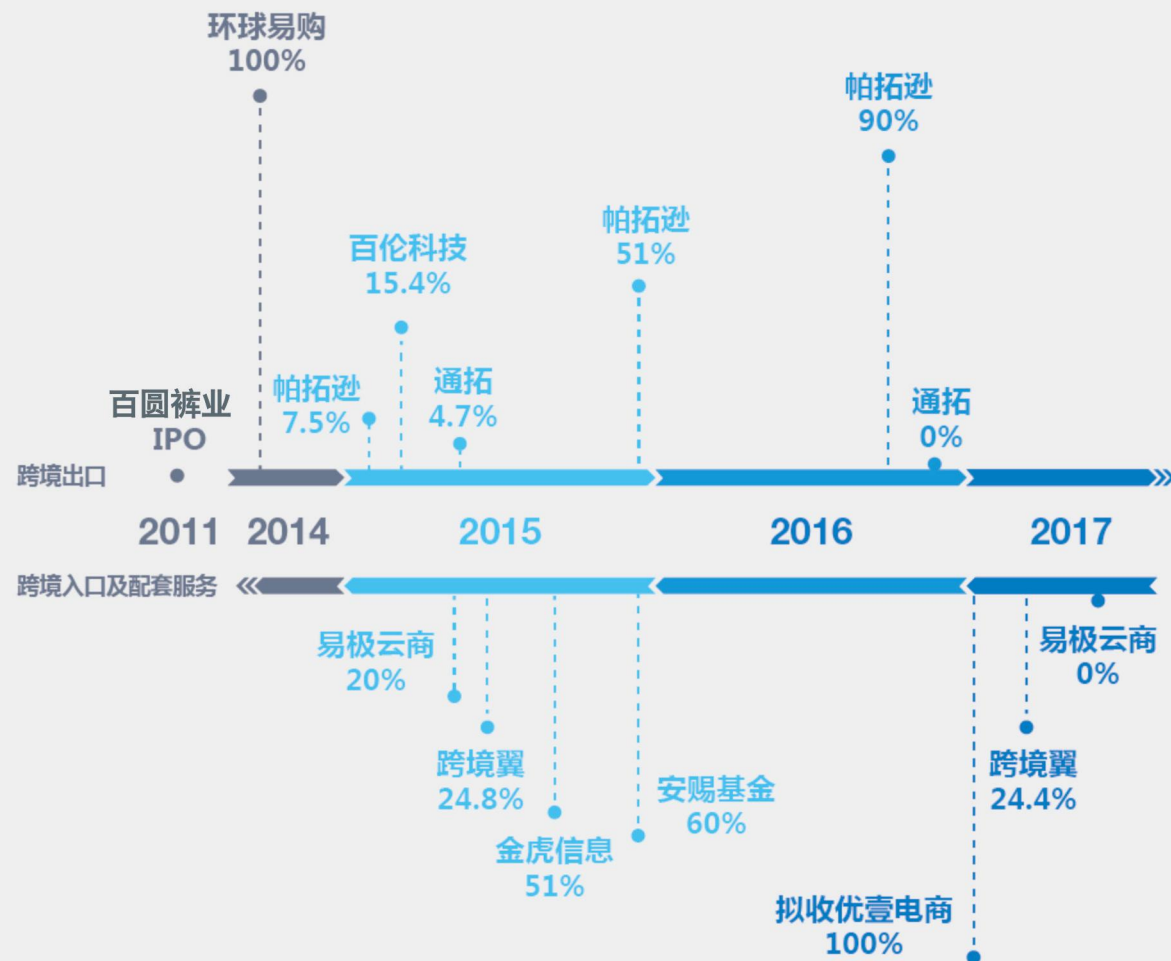 环球易购
100%
帕拓逊
90%
帕拓逊
51%
百伦科技
15.4%
帕拓逊
7.5%
通拓
4.7%
通拓
0%
百圆裤业
IPO
跨境出口
2011
2014
2015
2016
2017
跨境入口及配套服务
易极云商
20%
易极云商
0%
跨境翼
24.8%
跨境翼
24.4%
安赐基金
60%
金虎信息
51%
拟收优壹电商
100%